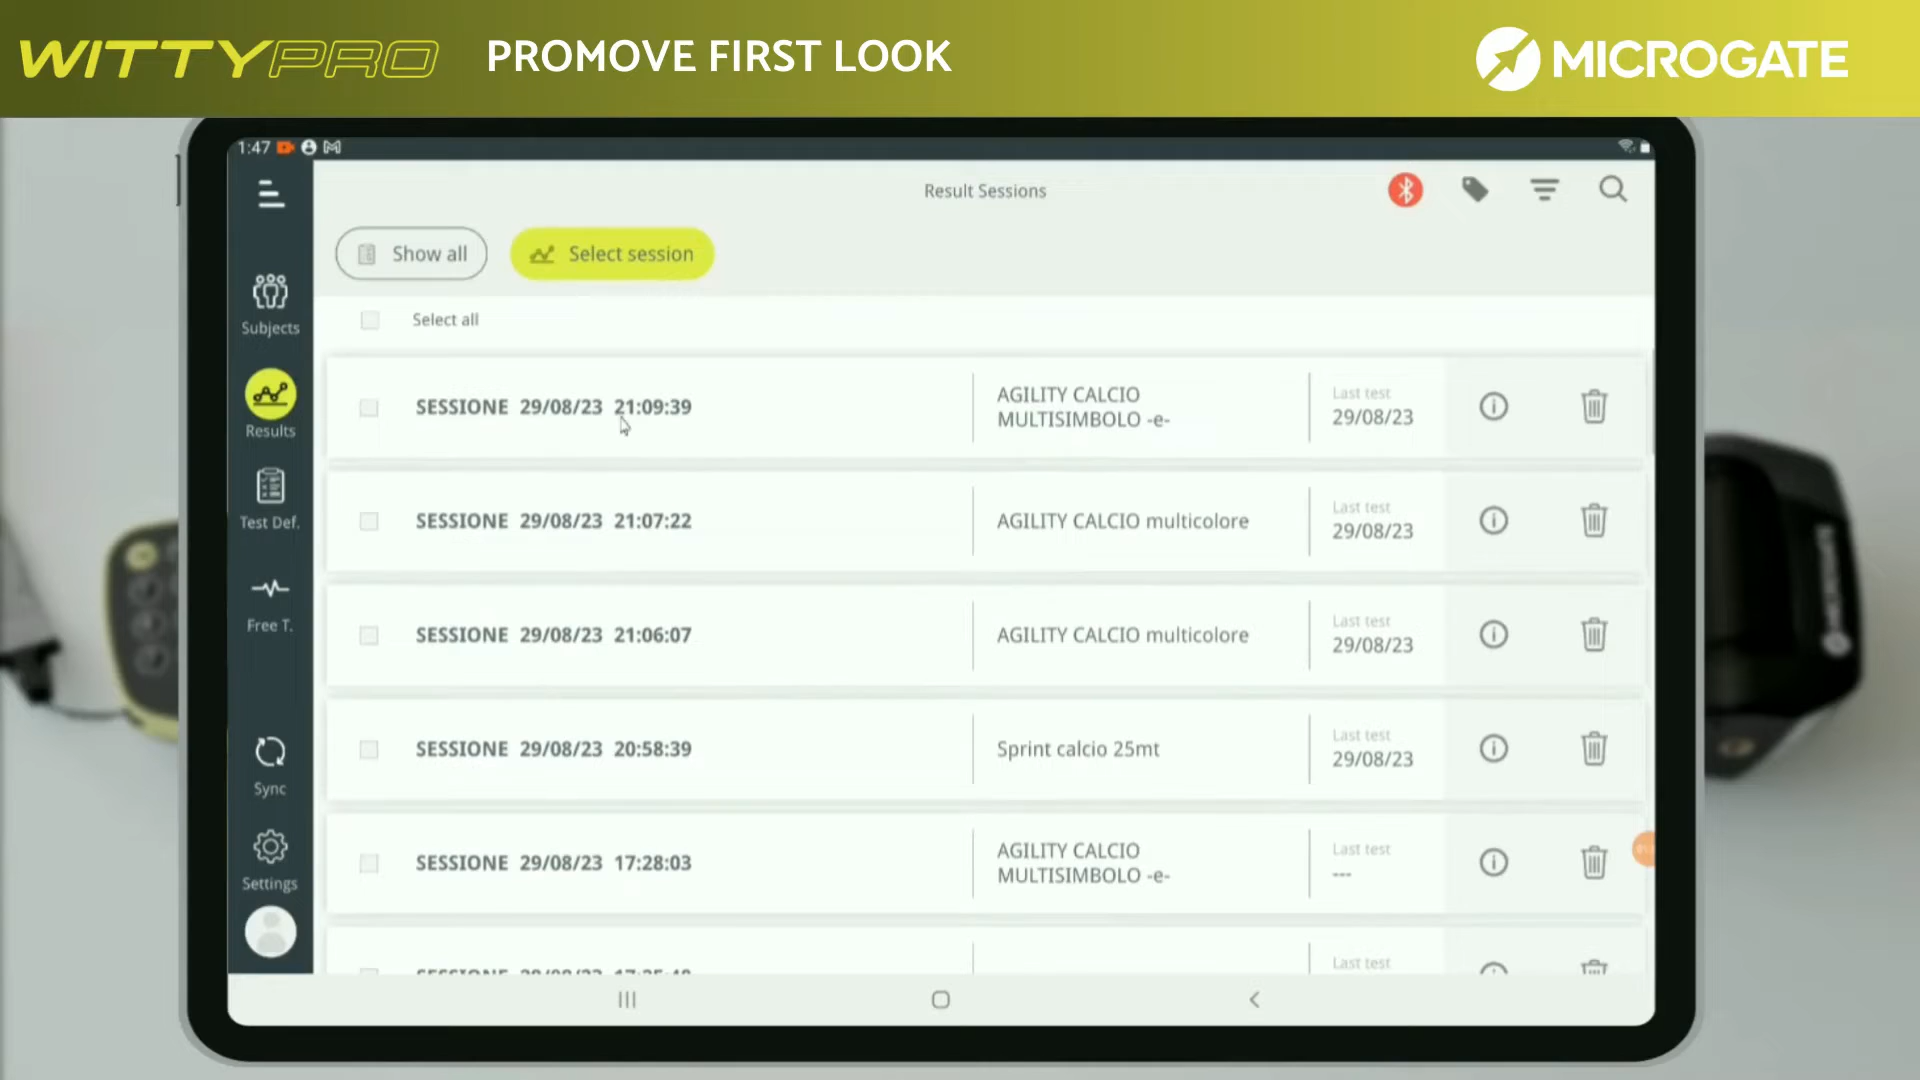 WITTYPRO PROMOVE FIRST LOOK MICROGATE
1:47
Result Sessions
Show all Select session
Select all
Subjects
Results
Test Def.
Free T.
Sync
Settings
SESSIONE 29/08/23 21:09:39
AGILITY CALCIO
MULTISIMBOLO -e-
Last test
29/08/23
SESSIONE 29/08/23 21:07:22
AGILITY CALCIO multicolore
Last test
29/08/23
SESSIONE 29/08/23 21:06:07
AGILITY CALCIO multicolore
Last test
29/08/23
SESSIONE 29/08/23 20:58:39
Sprint calcio 25mt
Last test
29/08/23
SESSIONE 29/08/23 17:28:03
AGILITY CALCIO
MULTISIMBOLO -e-
Last test
---
Last test
MICROGATE